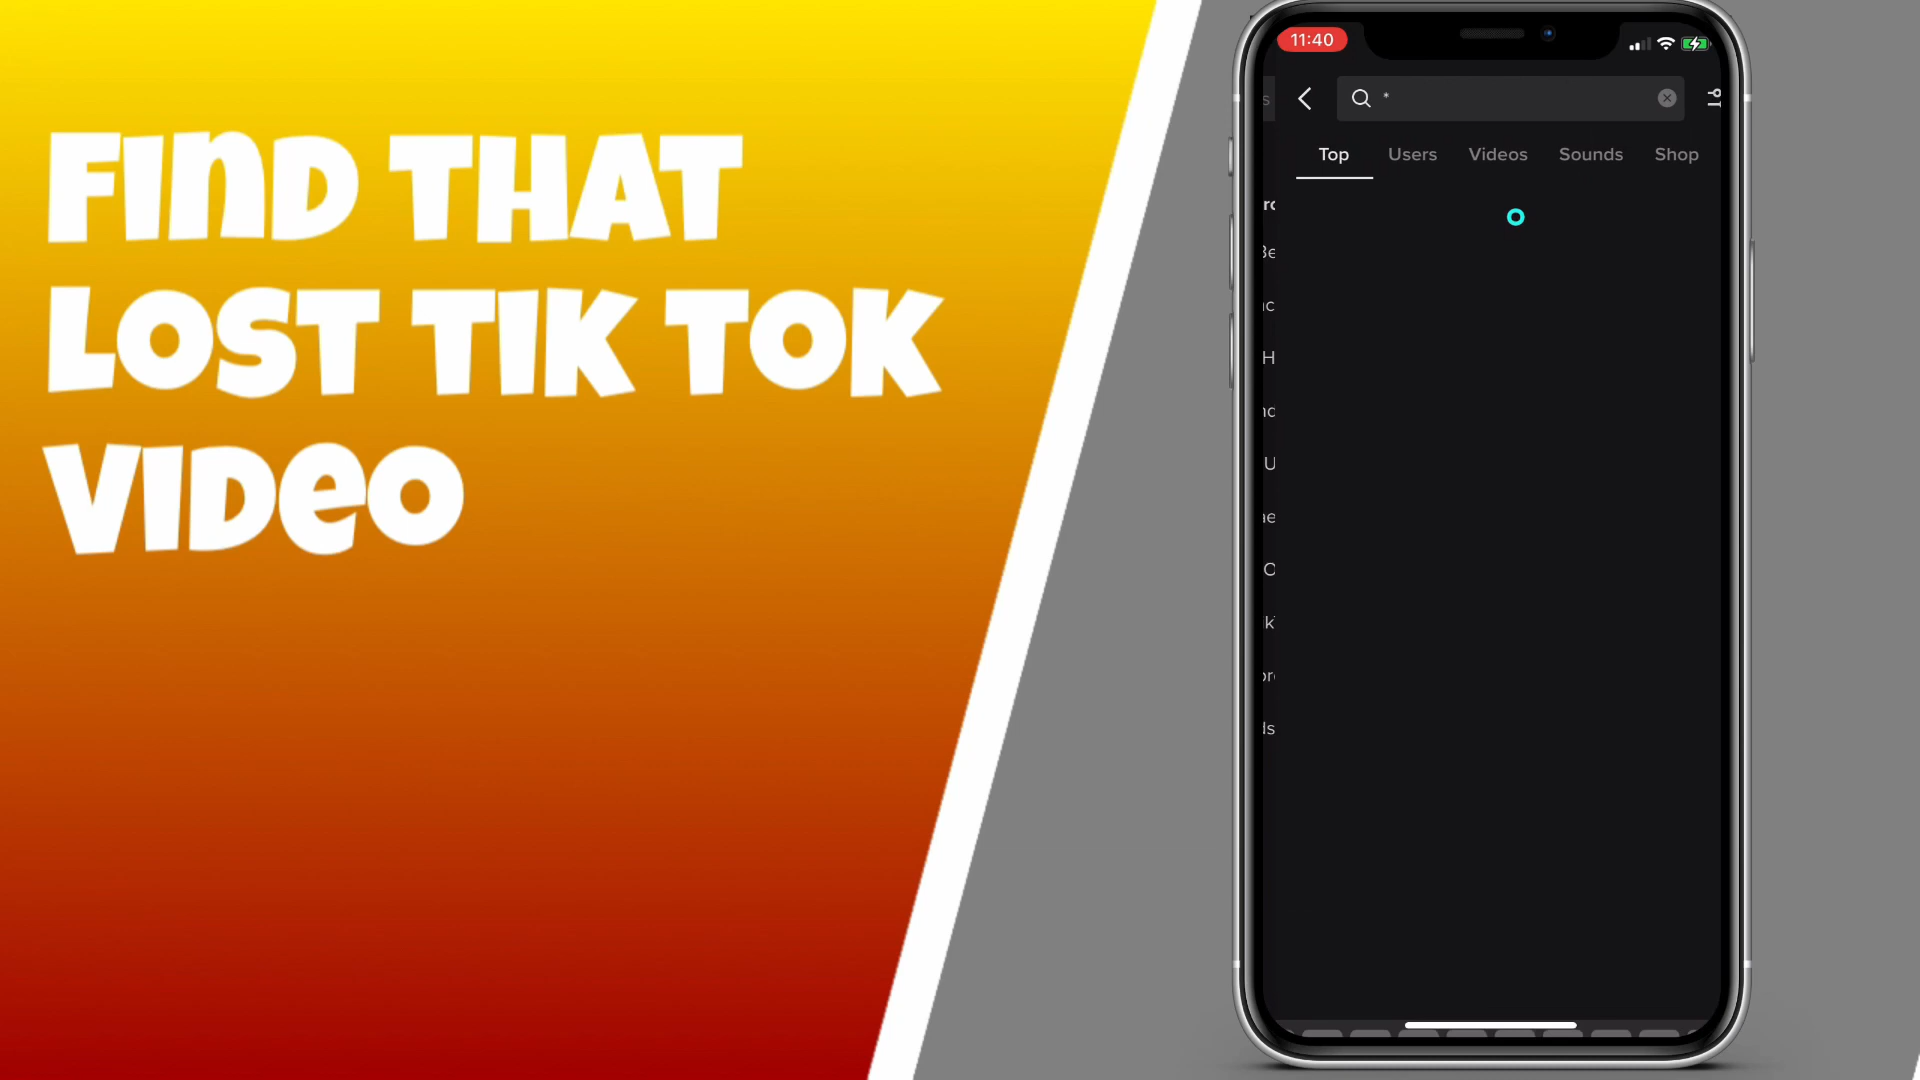 FIND THAT
LOST TIK TOK
VIDEO
11:40
*
Top Users Videos Sounds Shop